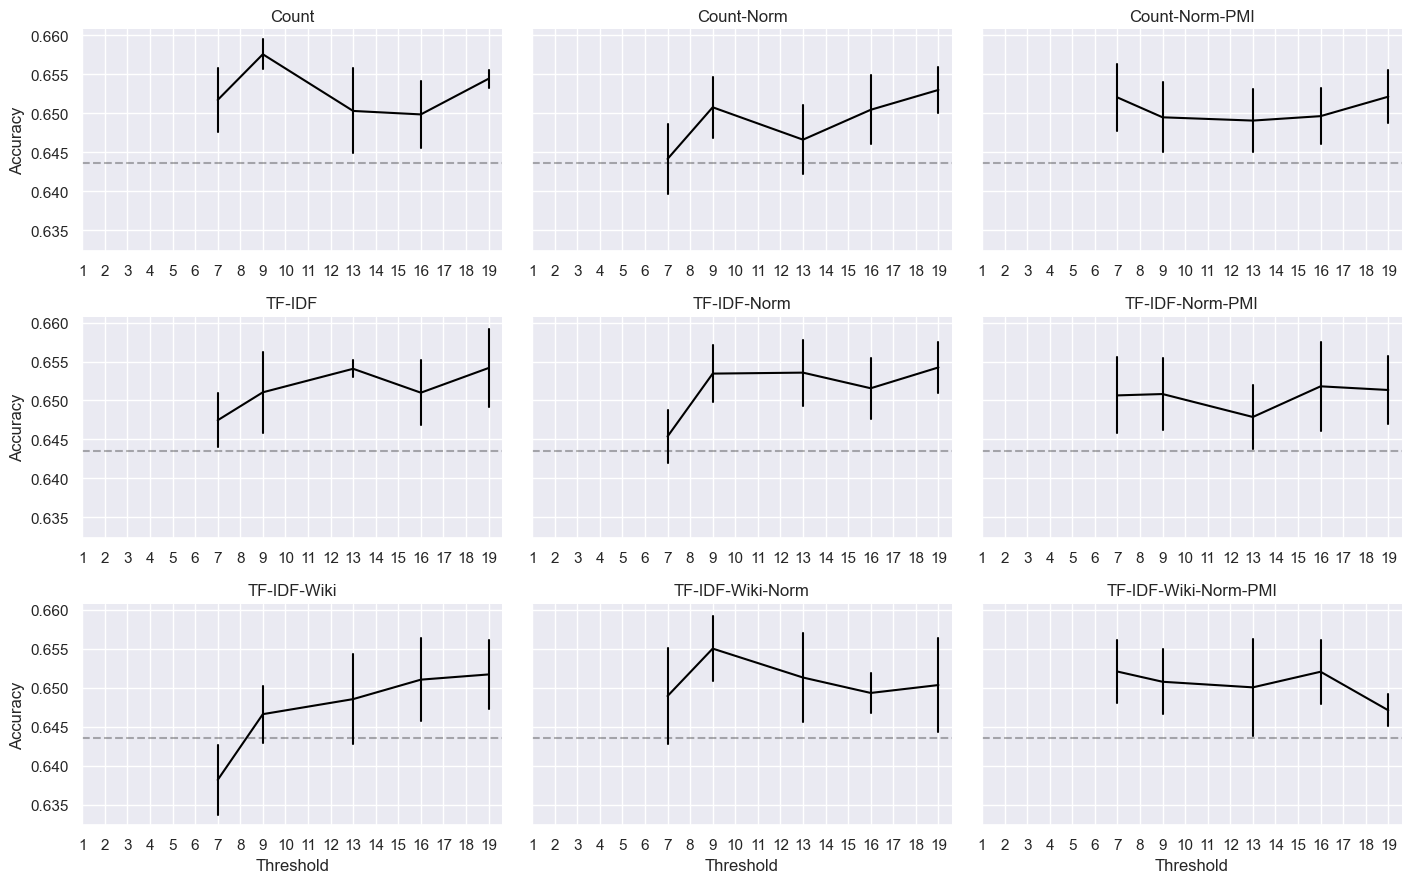 Count Count-Norm Count-Norm-PMI
Accuracy
0.660
0.655
0.650
0.645
0.640
0.635
1 2 3 4 5 6 7 8 9 10 11 12 13 14 15 16 17 18 19 1 2 3 4 5 6 7 8 9 10 11 12 13 14 15 16 17 18 19 1 2 3 4 5 6 7 8 9 10 11 12 13 14 15 16 17 18 19
TF-IDF TF-IDF-Norm TF-IDF-Norm-PMI
Accuracy
0.660
0.655
0.650
0.645
0.640
0.635
1 2 3 4 5 6 7 8 9 10 11 12 13 14 15 16 17 18 19 1 2 3 4 5 6 7 8 9 10 11 12 13 14 15 16 17 18 19 1 2 3 4 5 6 7 8 9 10 11 12 13 14 15 16 17 18 19
TF-IDF-Wiki TF-IDF-Wiki-Norm TF-IDF-Wiki-Norm-PMI
Accuracy
0.660
0.655
0.650
0.645
0.640
0.635
1 2 3 4 5 6 7 8 9 10 11 12 13 14 15 16 17 18 19 1 2 3 4 5 6 7 8 9 10 11 12 13 14 15 16 17 18 19 1 2 3 4 5 6 7 8 9 10 11 12 13 14 15 16 17 18 19
Threshold Threshold Threshold